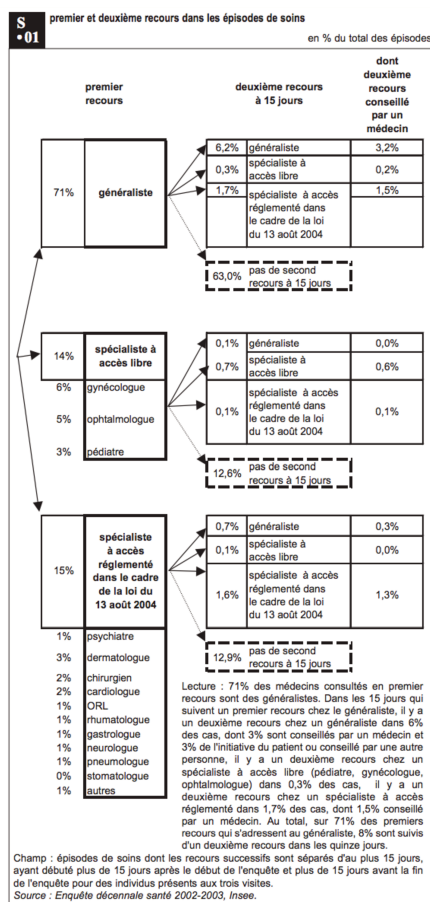 S
• 01
premier et deuxième recours dans les épisodes de soins
en % du total des épisodes
premier
recours
deuxième recours
à 15 jours
dont
deuxième
recours
conseillé
par un
médecin
71% généraliste
6,2% généraliste 3,2%
0,3% spécialiste à
accès libre 0,2%
1,7% spécialiste à accès
réglementé dans
le cadre de la loi
du 13 août 2004 1,5%
63,0% pas de second
recours à 15 jours
14% spécialiste à
accès libre
6% gynécologue
5% ophtalmologue
3% pédiatre
0,1% généraliste 0,0%
0,7% spécialiste à
accès libre 0,6%
0,1% spécialiste à accès
réglementé dans
le cadre de la loi
du 13 août 2004 0,1%
12,6% pas de second
recours à 15 jours
15% spécialiste
à accès
réglementé
dans le cadre
de la loi du
13 août 2004
1% psychiatre
3% dermatologue
2% chirurgien
2% cardiologue
1% ORL
1% rhumatologue
1% gastrologue
1% neurologue
1% pneumologue
0% stomatologue
1% autres
0,7% généraliste 0,3%
0,1% spécialiste à
accès libre 0,0%
1,6% spécialiste à accès
réglementé dans
le cadre de la loi
du 13 août 2004 1,3%
12,9% pas de second
recours à 15 jours
Lecture : 71% des médecins consultés en premier
recours sont des généralistes. Dans les 15 jours qui
suivent un premier recours chez le généraliste, il y a
un deuxième recours chez un généraliste dans 6%
des cas, dont 3% sont conseillés par un médecin et
3% de l'initiative du patient ou conseillé par une autre
personne, il y a un deuxième recours chez un
spécialiste à accès libre (pédiatre, gynécologue,
ophtalmologue) dans 0,3% des cas, il y a un
deuxième recours chez un spécialiste à accès
réglementé dans 1,7% des cas, dont 1,5% conseillé
par un médecin. Au total, sur 71% des premiers
recours qui s'adressent au généraliste, 8% sont suivis
d'un deuxième recours dans les quinze jours.
Champ : épisodes de soins dont les recours successifs sont séparés d'au plus 15 jours,
ayant débuté plus de 15 jours après le début de l'enquête et plus de 15 jours avant la fin
de l'enquête pour des individus présents aux trois visites.
Source : Enquête décennale santé 2002-2003, Insee.